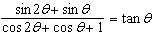 sin 2θ + sin θ
cos 2θ + cos θ + 1
= tan θ